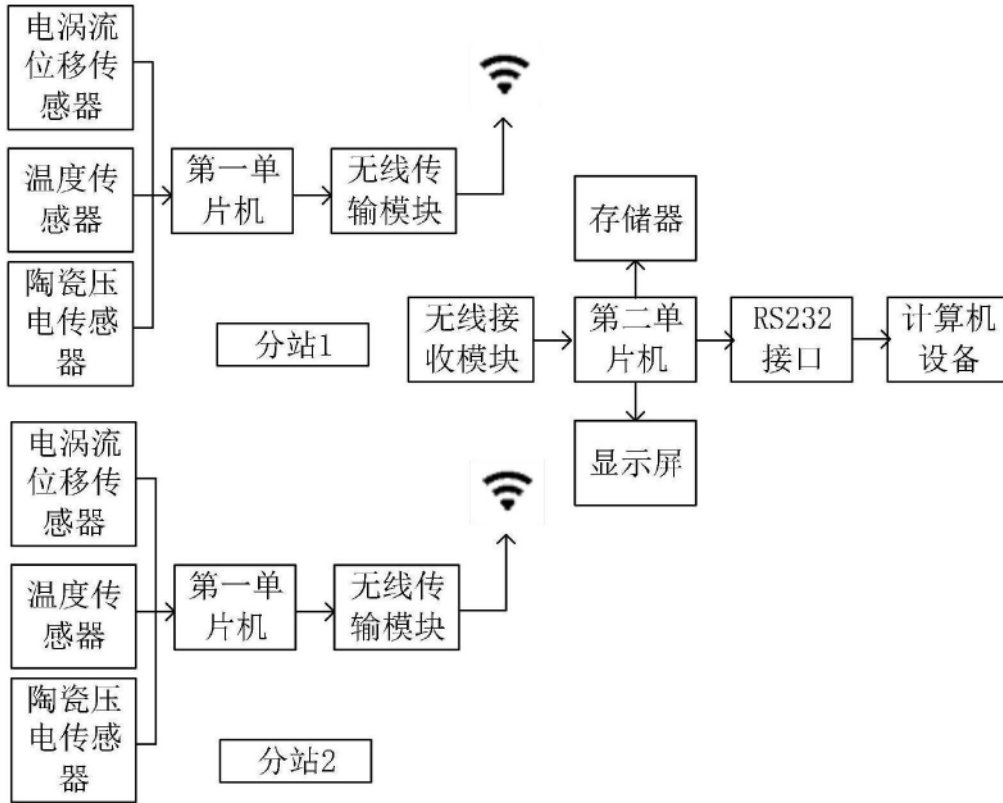 电涡流
位移传
感器
温度传
感器
陶瓷压
电传感
器
第一单
片机
无线传
输模块
分站1
存储器
无线接
收模块
第二单
片机
RS232
接口
计算机
设备
显示屏
电涡流
位移传
感器
温度传
感器
陶瓷压
电传感
器
第一单
片机
无线传
输模块
分站2